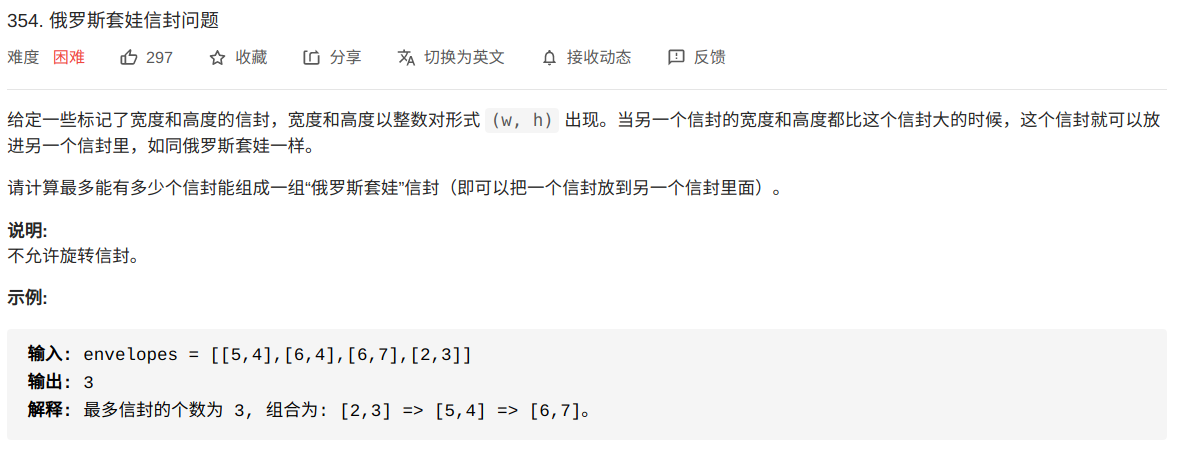 354. 俄罗斯套娃信封问题
难度 困难 297 收藏 分享 切换为英文 接收动态 反馈
给定一些标记了宽度和高度的信封，宽度和高度以整数对形式 (w, h) 出现。当另一个信封的宽度和高度都比这个信封大的时候，这个信封就可以放
进另一个信封里，如同俄罗斯套娃一样。
请计算最多能有多少个信封能组成一组“俄罗斯套娃”信封（即可以把一个信封放到另一个信封里面）。
说明:
不允许旋转信封。
示例:
输入: envelopes = [[5,4],[6,4],[6,7],[2,3]]
输出: 3
解释: 最多信封的个数为 3, 组合为: [2,3] => [5,4] => [6,7]。